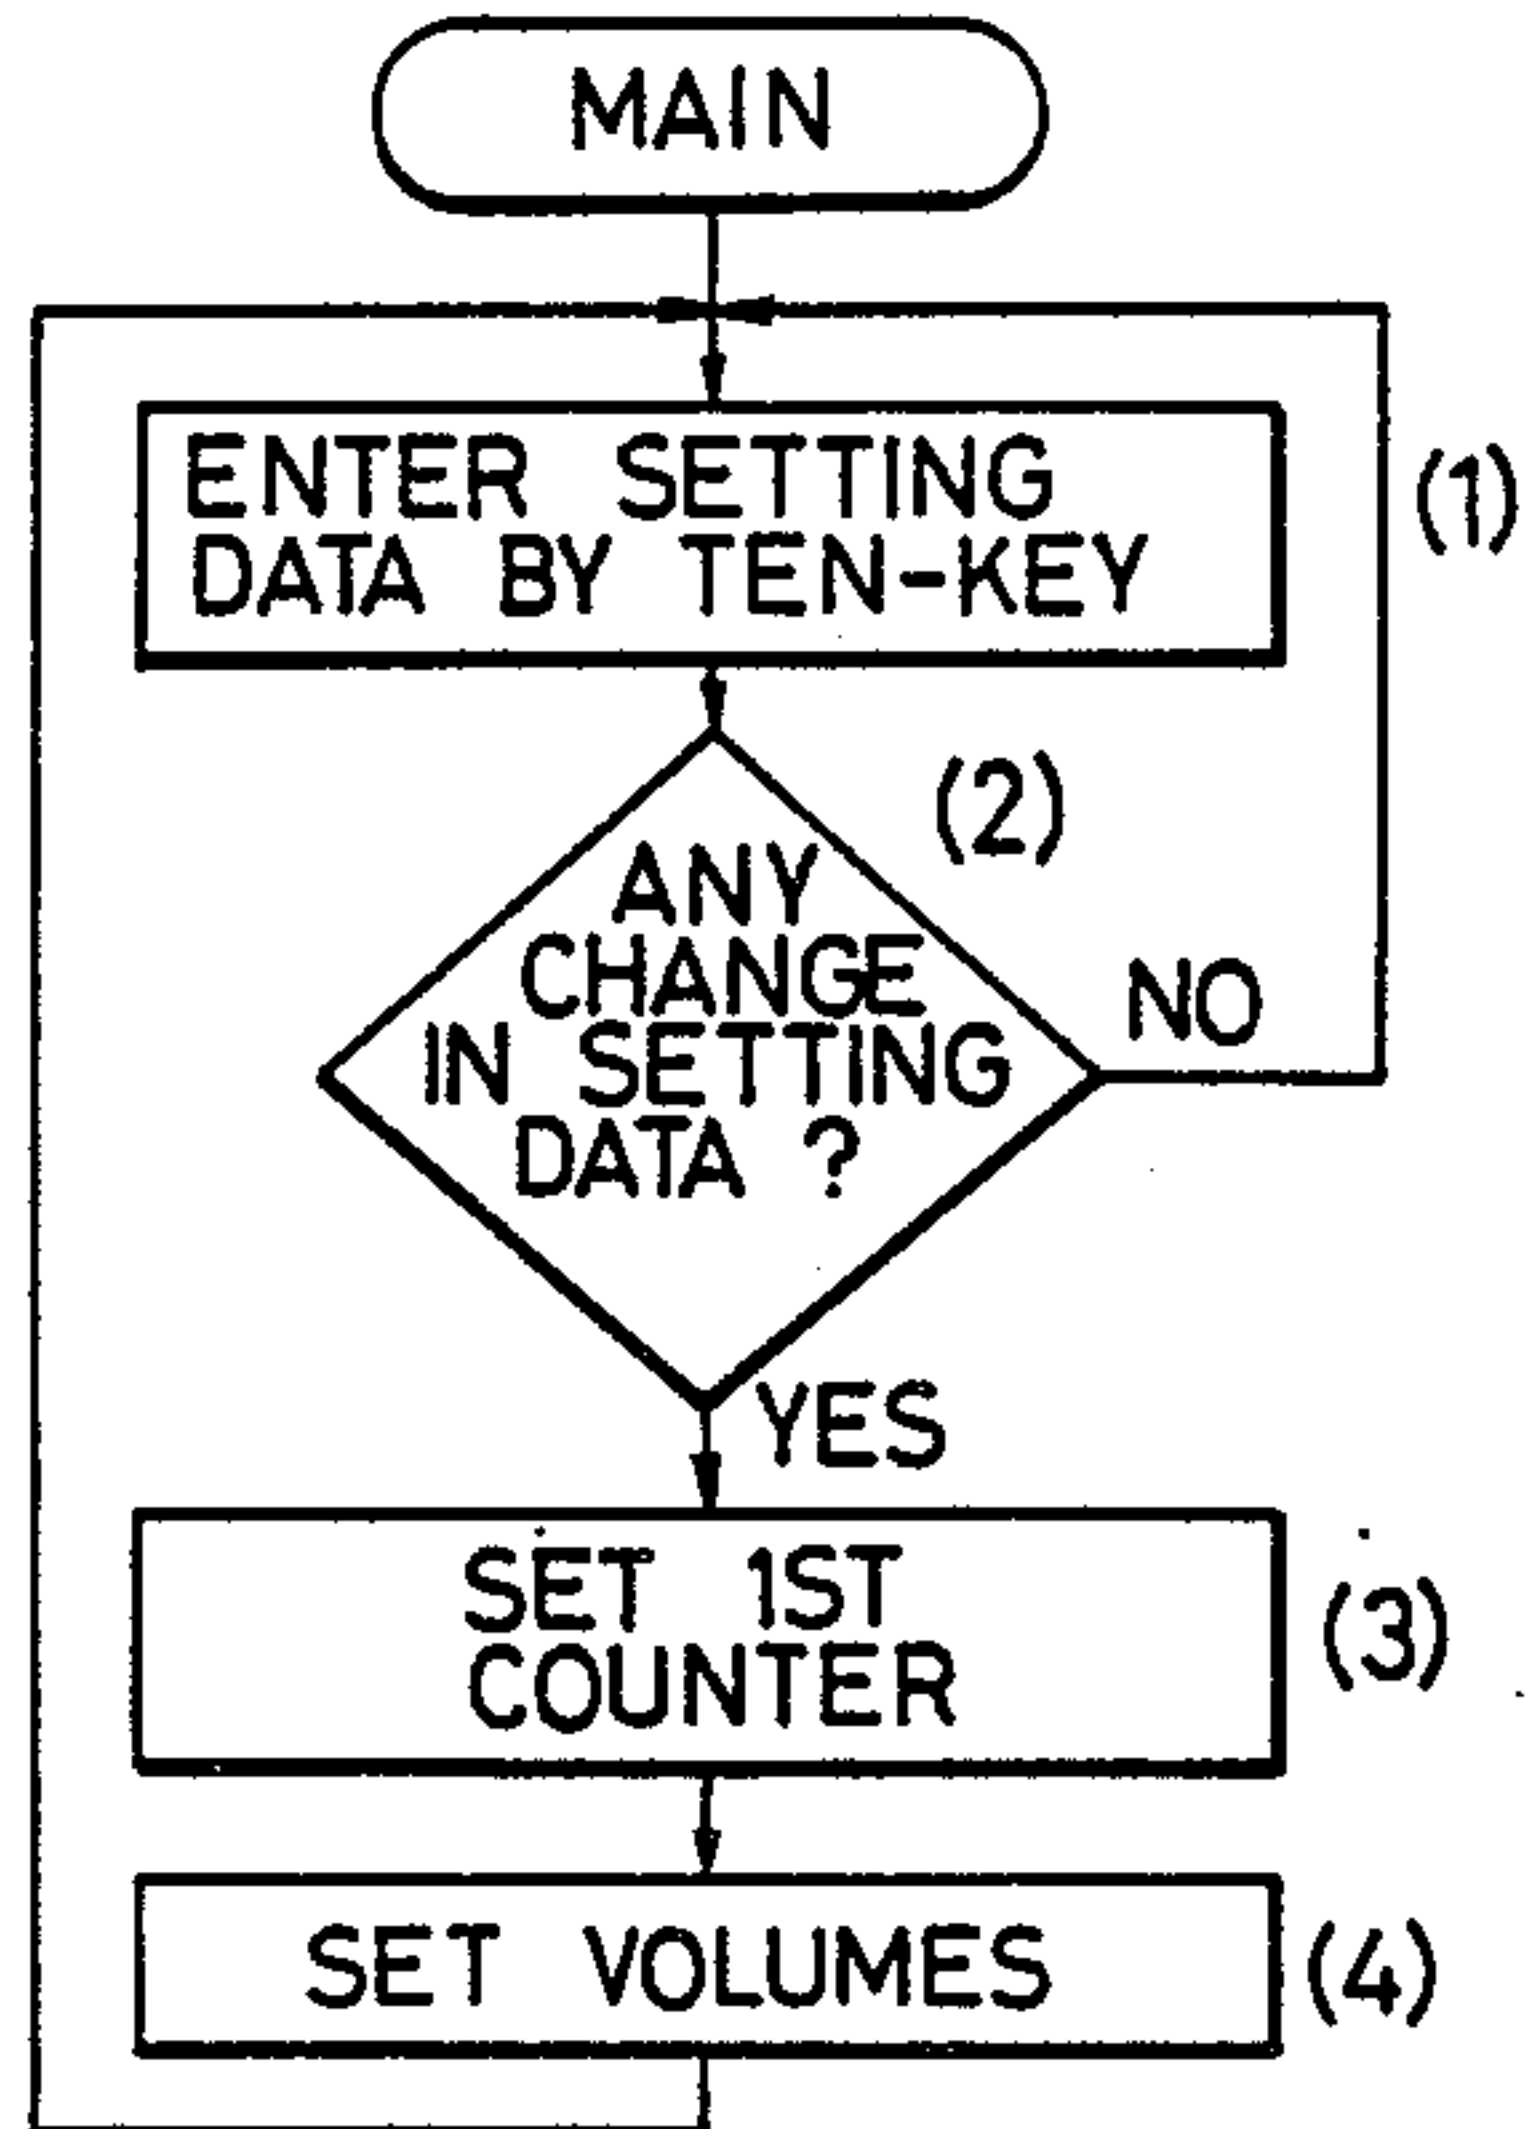 MAIN
ENTER SETTING
DATA BY TEN-KEY
(1)
(2)
ANY
CHANGE
IN SETTING
DATA ?
NO
YES
SET 1ST
COUNTER
(3)
SET VOLUMES
(4)